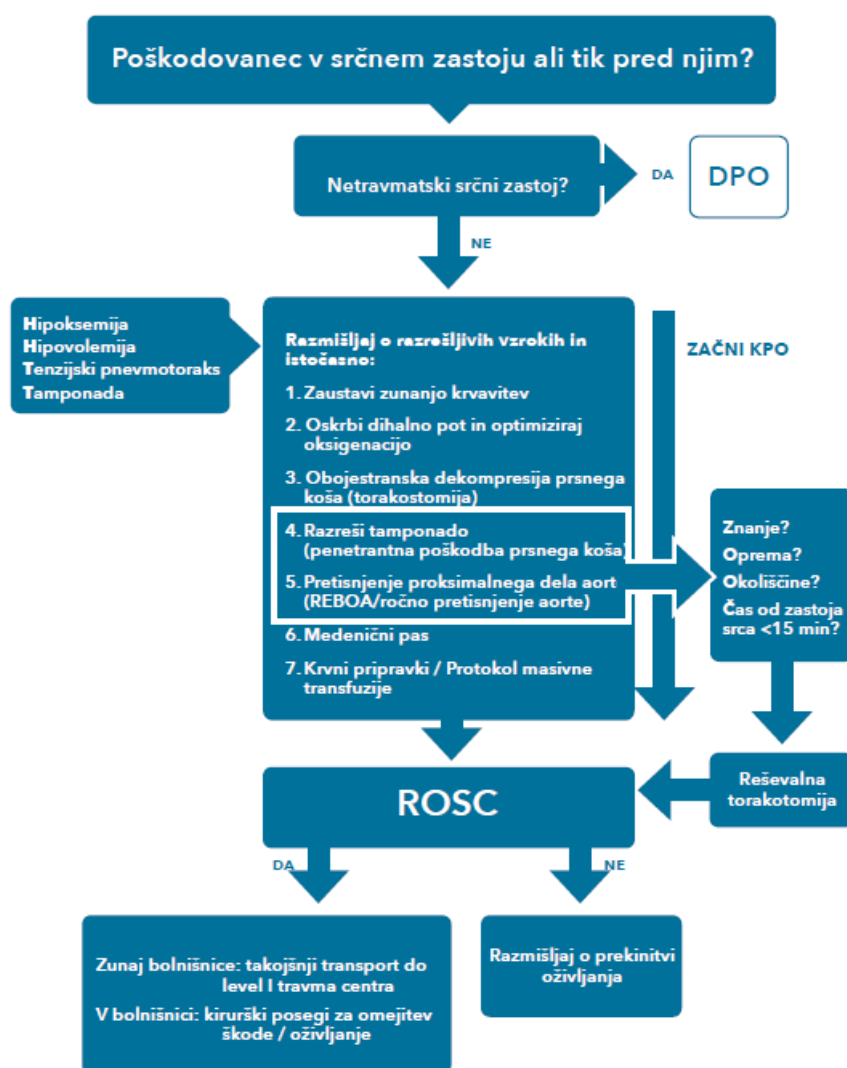 Poškodovanec v srčnem zastoju ali tik pred njim?
Netravmatski srčni zastoj?
DA
DPO
NE
Hipoksemija
Hipovolemija
Tenzijski pnevmotoraks
Tamponada
Razmišljaj o razrešljivih vzrokih in
istočasno:
1. Zaustavi zunanjo krvavitev
2. Oskrbi dihalno pot in optimiziraj
oksigenacijo
3. Obojestranska dekompresija prsnega
koša (torakostomija)
4. Razreši tamponado
(penetrantna poškodba prsnega koša)
5. Pretisnjenje proksimalnega dela aort
(REBOA/ročno pretisnjenje aorte)
6. Medenični pas
7. Krvni pripravki / Protokol masivne
transfuzije
ZAČNI KPO
Znanje?
Oprema?
Okoliščine?
Čas od zastoja
srca <15 min?
Reševalna
torakotomija
ROSC
DA
NE
Zunaj bolnišnice: takojšnji transport do
level I travma centra
V bolnišnici: kirurški posegi za omejitev
škode / oživljanje
Razmišljaj o prekinitvi
oživljanja